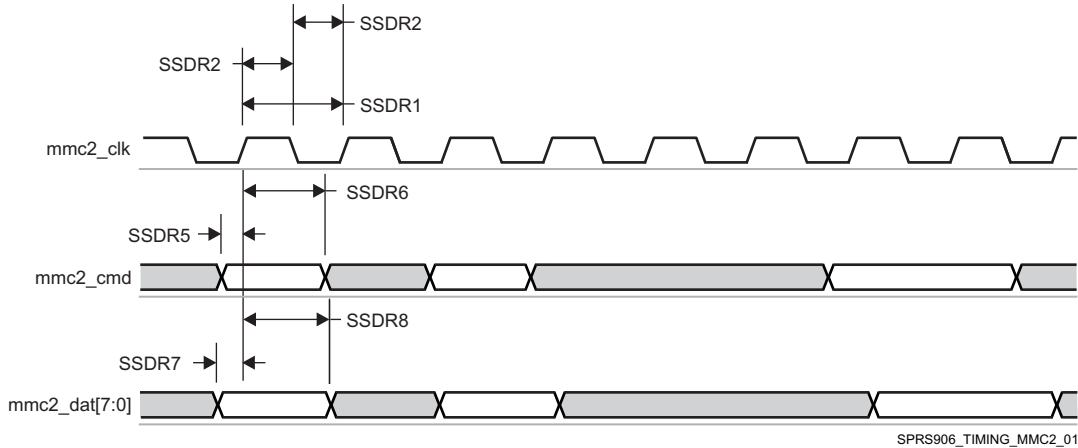 SSDR2
SSDR2
SSDR1
mmc2_clk
SSDR6
SSDR5
mmc2_cmd
SSDR8
SSDR7
mmc2_dat[7:0]
SPRS906_TIMING_MMC2_01